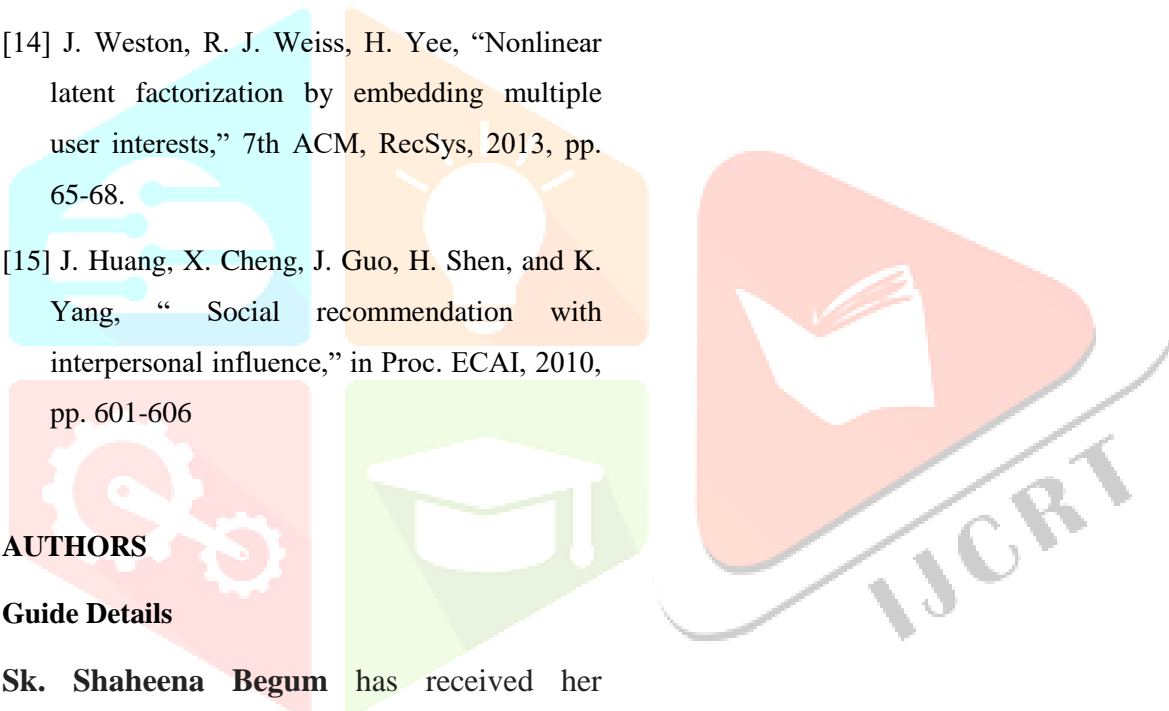 [14] J. Weston, R. J. Weiss, H. Yee, “Nonlinear
latent factorization by embedding multiple
user interests,” 7th ACM, RecSys, 2013, pp.
65-68.
[15] J. Huang, X. Cheng, J. Guo, H. Shen, and K.
Yang, “ Social recommendation with
interpersonal influence,” in Proc. ECAI, 2010,
pp. 601-606
AUTHORS
Guide Details
Sk. Shaheena Begum has received her
IJCRT